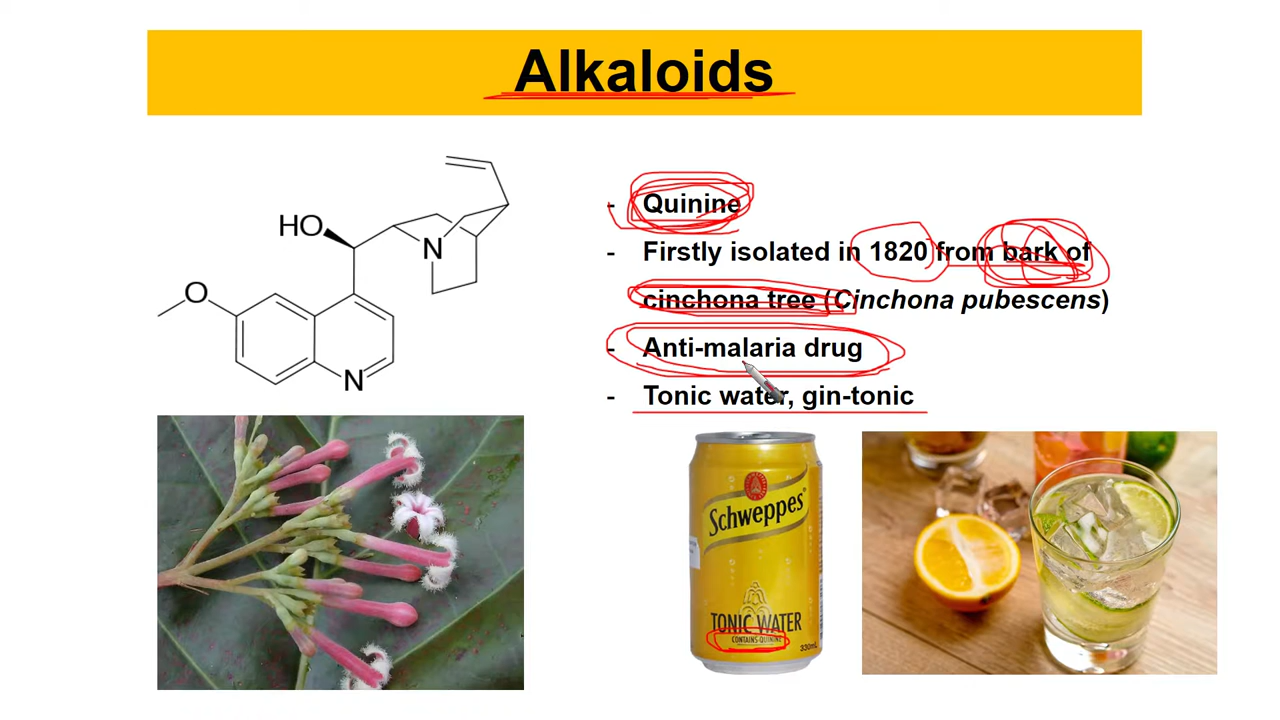 Alkaloids
HO
N
O
N
- Quinine
- Firstly isolated in 1820 from bark of
cinchona tree (Cinchona pubescens)
- Anti-malaria drug
- Tonic water, gin-tonic
Schweppes
TONIC WATER
CONTAINS QUININE
330mL